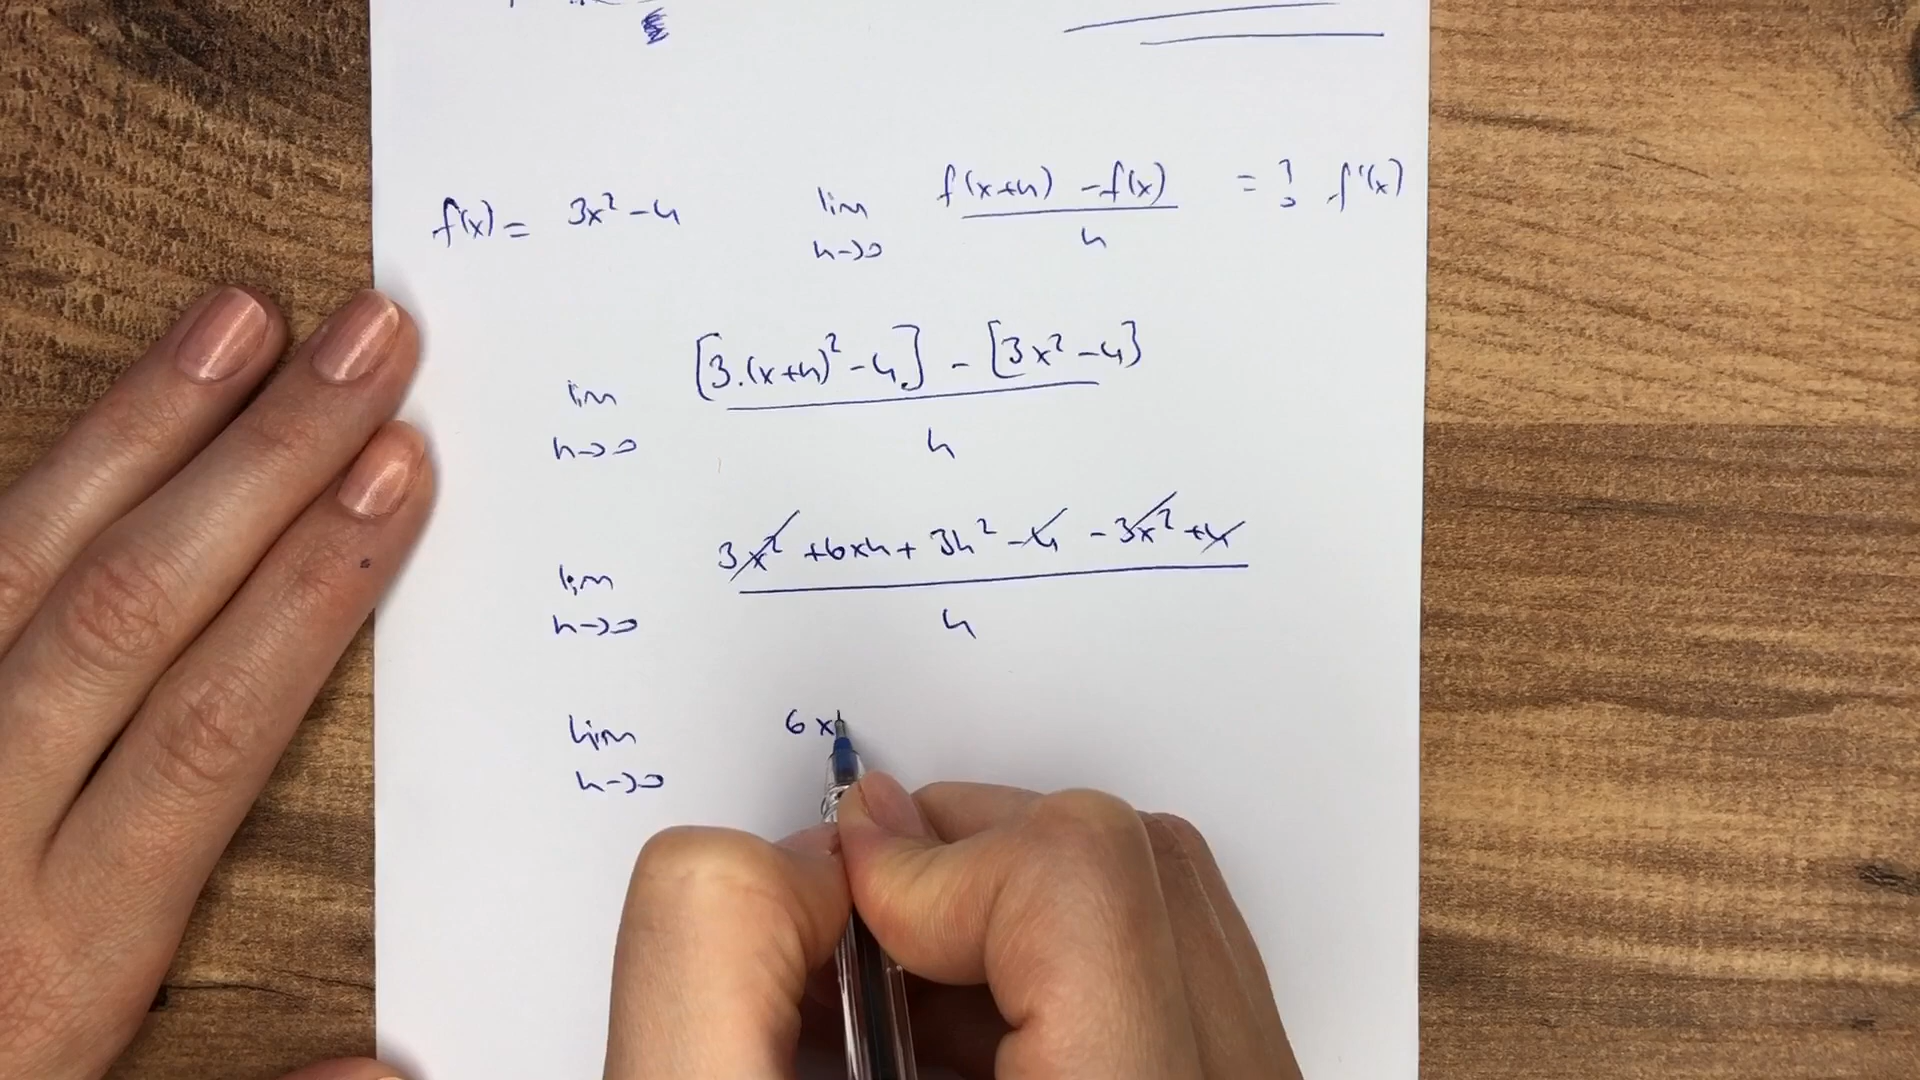 f(x) = 3x² - 4 lim h→0 f(x+h) - f(x) / h = ? f'(x)
lim h→0 [3.(x+h)² - 4] - [3x² - 4] / h
lim h→0 3x² + 6xh + 3h² - 4 - 3x² + 4 / h
lim h→0 6x